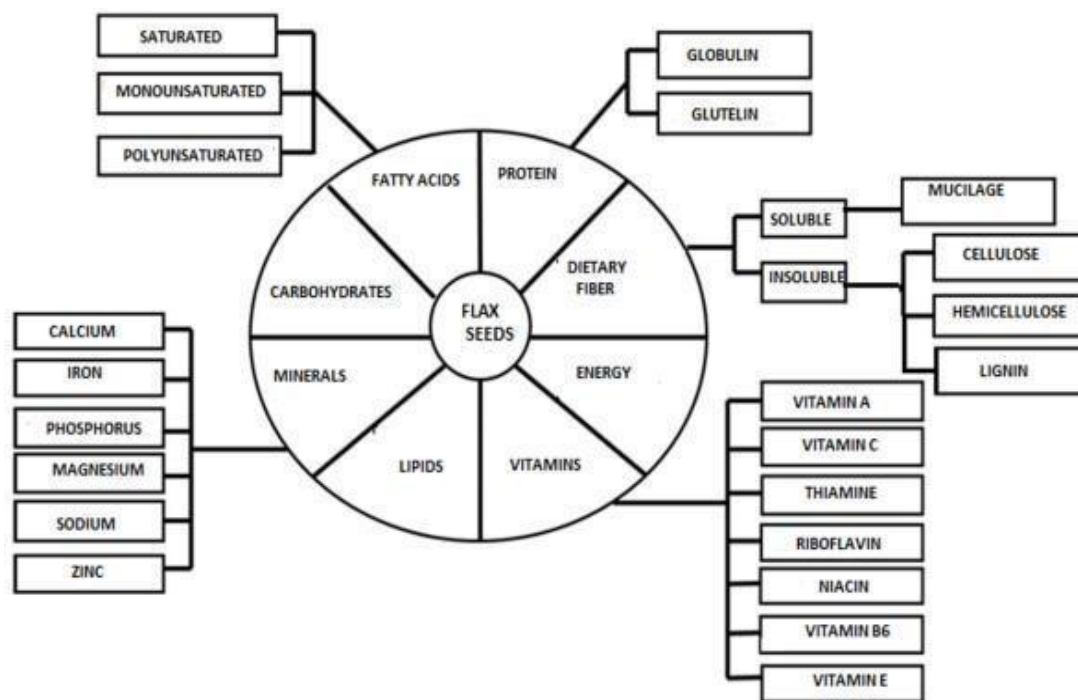 SATURATED
MONOUNSATURATED
POLYUNSATURATED
GLOBULIN
GLUTELIN
FATTY ACIDS
PROTEIN
DIETARY
FIBER
ENERGY
VITAMINS
LIPIDS
MINERALS
CARBOHYDRATES
FLAX
SEEDS
SOLUBLE
MUCILAGE
INSOLUBLE
CELLULOSE
HEMICELLULOSE
LIGNIN
CALCIUM
IRON
PHOSPHORUS
MAGNESIUM
SODIUM
ZINC
VITAMIN A
VITAMIN C
THIAMINE
RIBOFLAVIN
NIACIN
VITAMIN B6
VITAMIN E